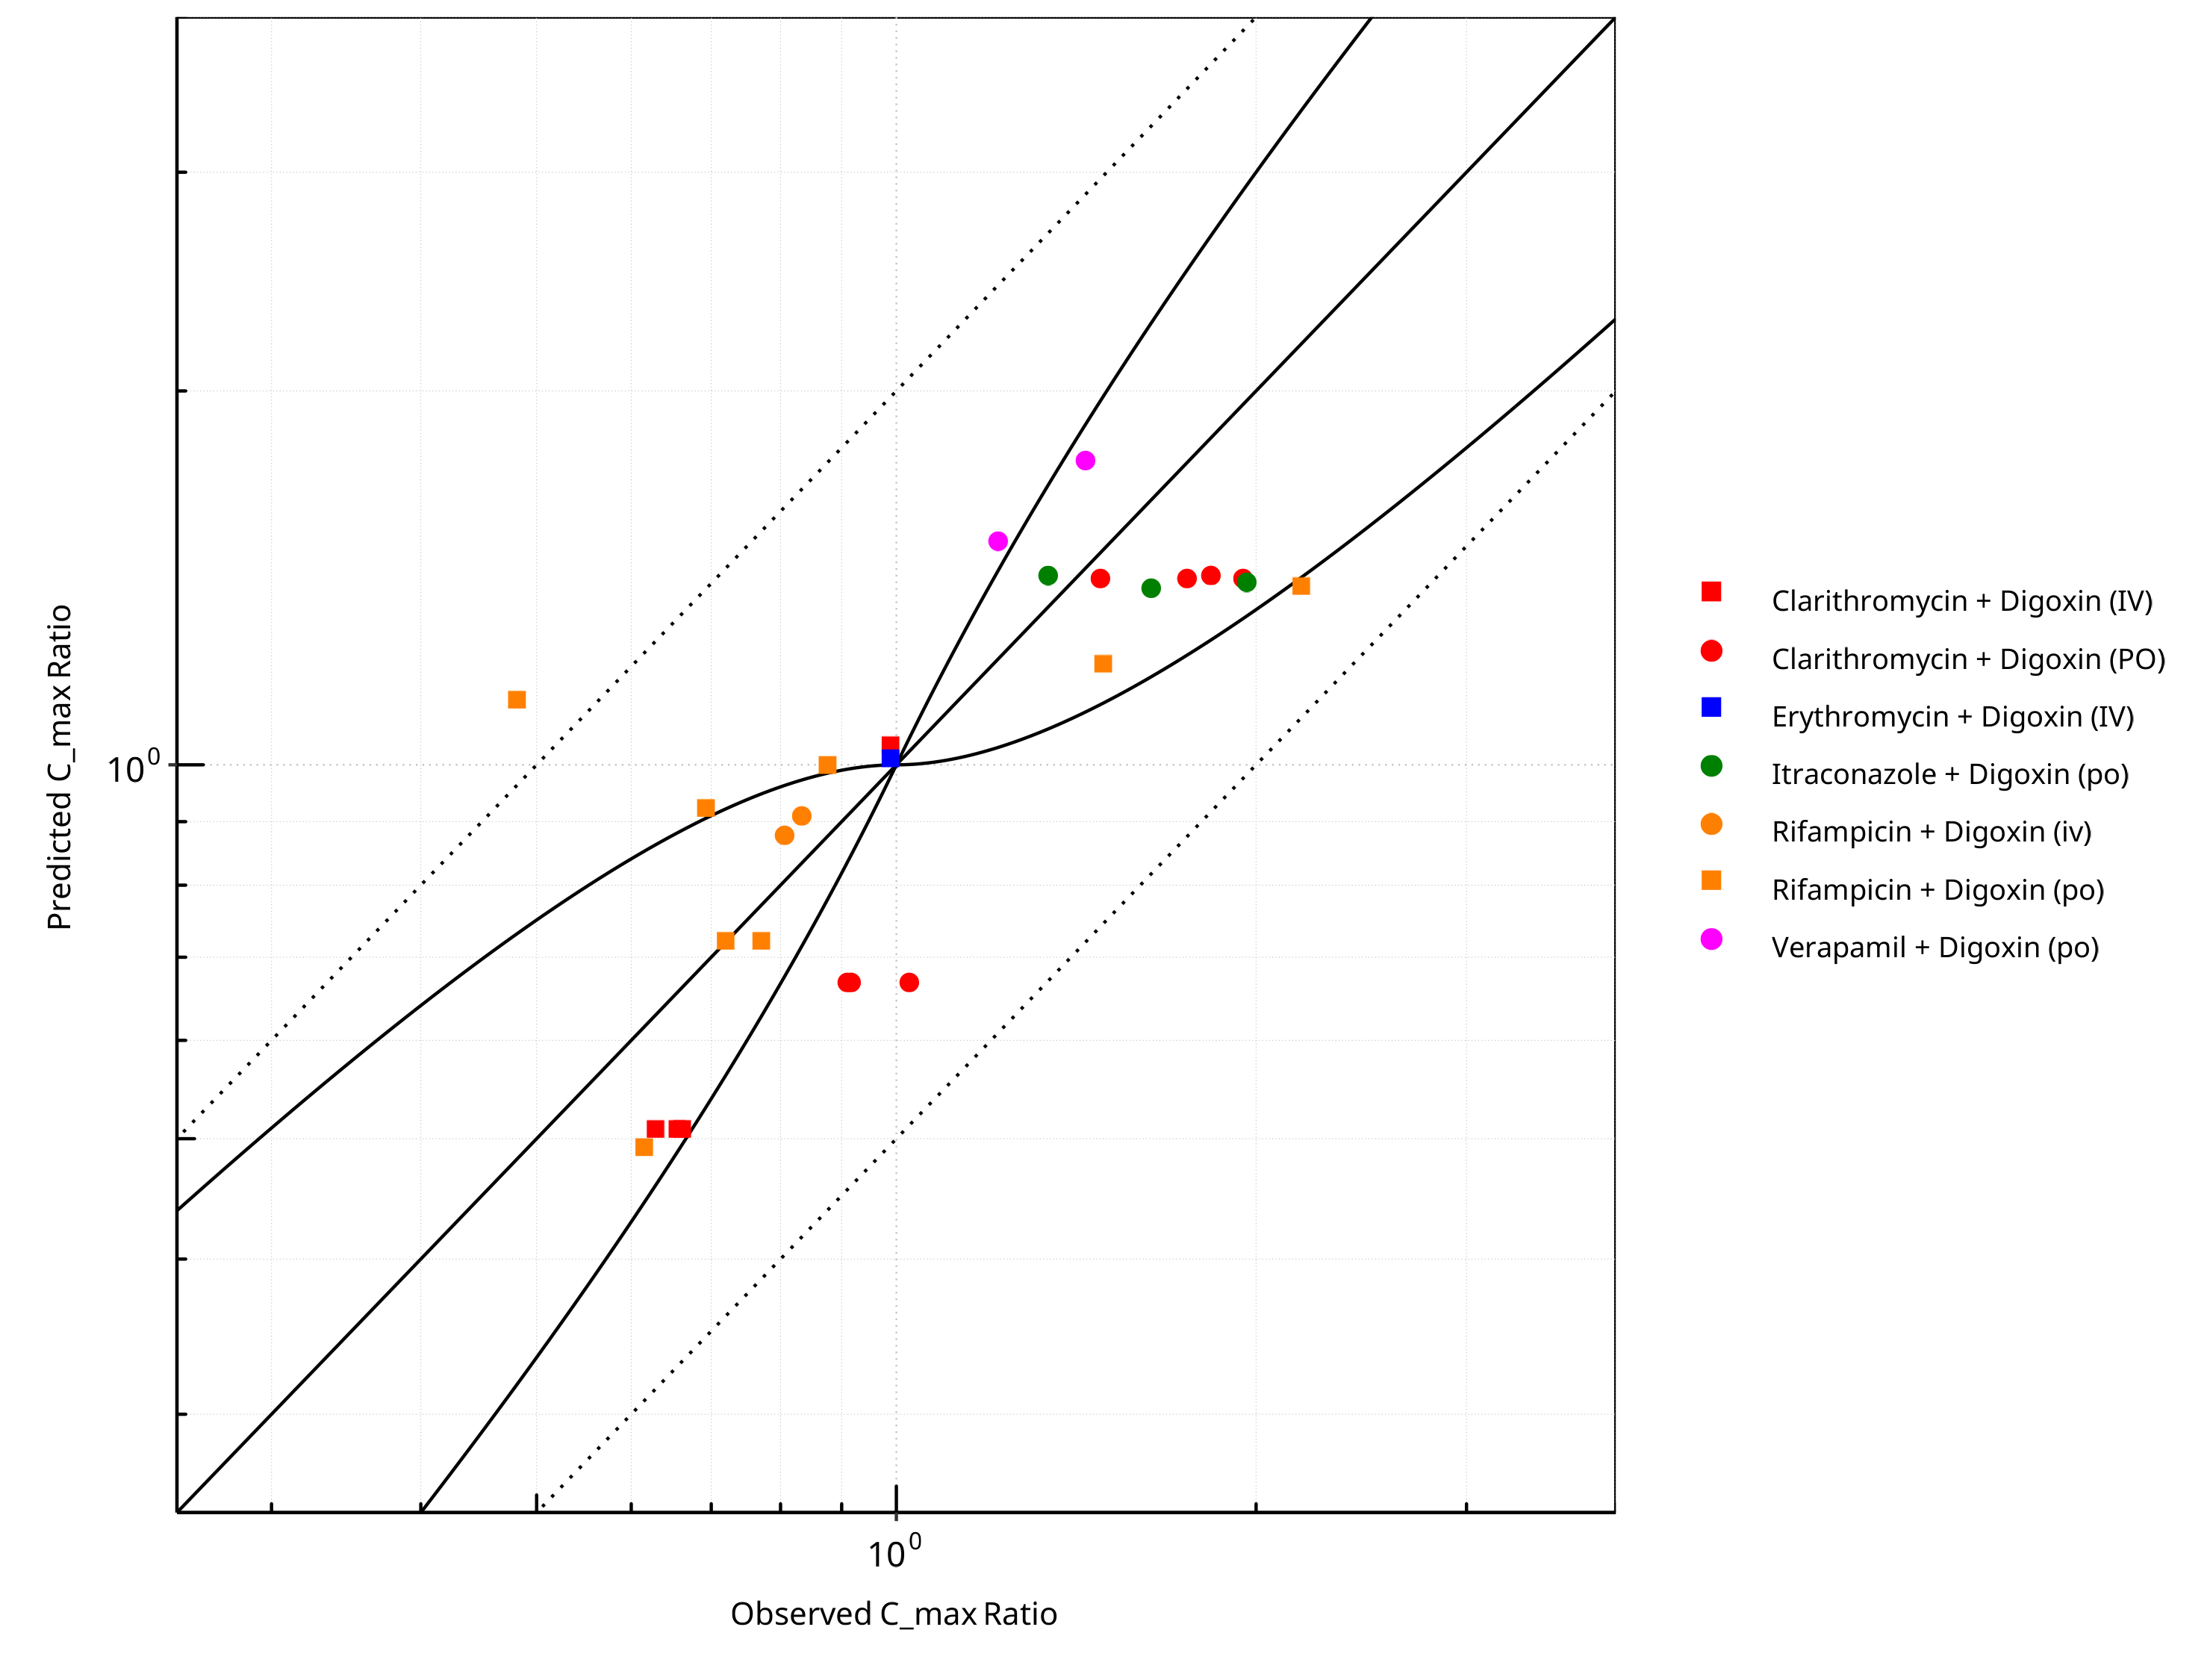 Predicted C_max Ratio
10^0
10^0
Observed C_max Ratio
Clarithromycin + Digoxin (IV)
Clarithromycin + Digoxin (PO)
Erythromycin + Digoxin (IV)
Itraconazole + Digoxin (po)
Rifampicin + Digoxin (iv)
Rifampicin + Digoxin (po)
Verapamil + Digoxin (po)